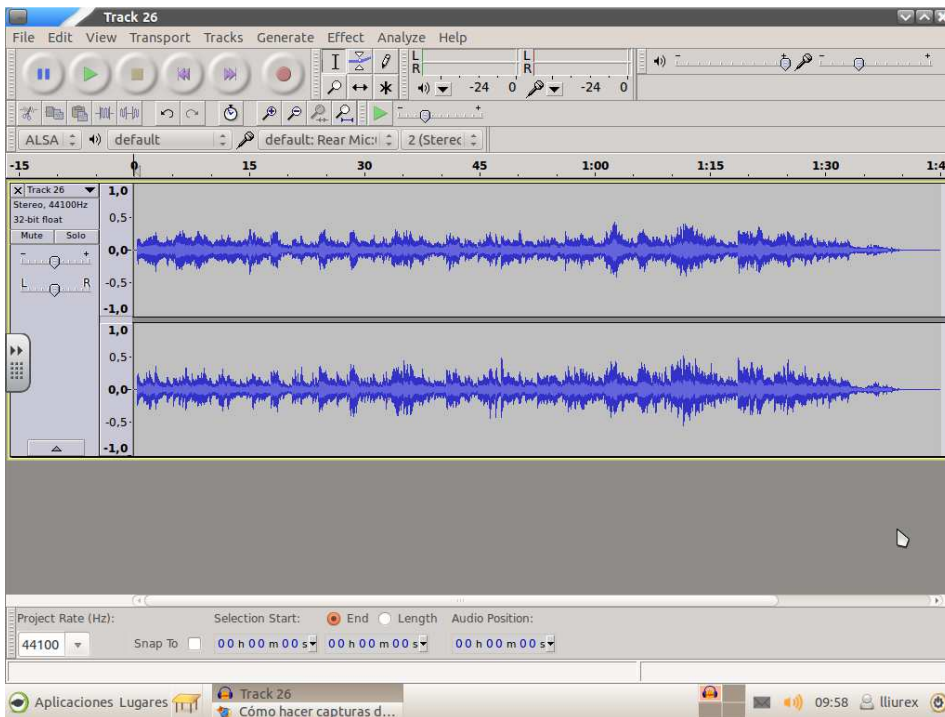 Track 26
File Edit View Transport Tracks Generate Effect Analyze Help
L
R
-24 0
L
R
-24 0
- +
- +
- +
ALSA default default: Rear Mic: 2 (Stereo
-15 0 15 30 45 1:00 1:15 1:30 1:4
X Track 26
Stereo, 44100Hz
32-bit float
Mute Solo
- +
L R
1,0
0,5
0,0
-0,5
-1,0
1,0
0,5
0,0
-0,5
-1,0
Project Rate (Hz):
44100
Snap To
Selection Start: End Length Audio Position:
00 h 00 m 00 s 00 h 00 m 00 s 00 h 00 m 00 s
Aplicaciones Lugares
Track 26
Cómo hacer capturas d...
09:58 lliurex